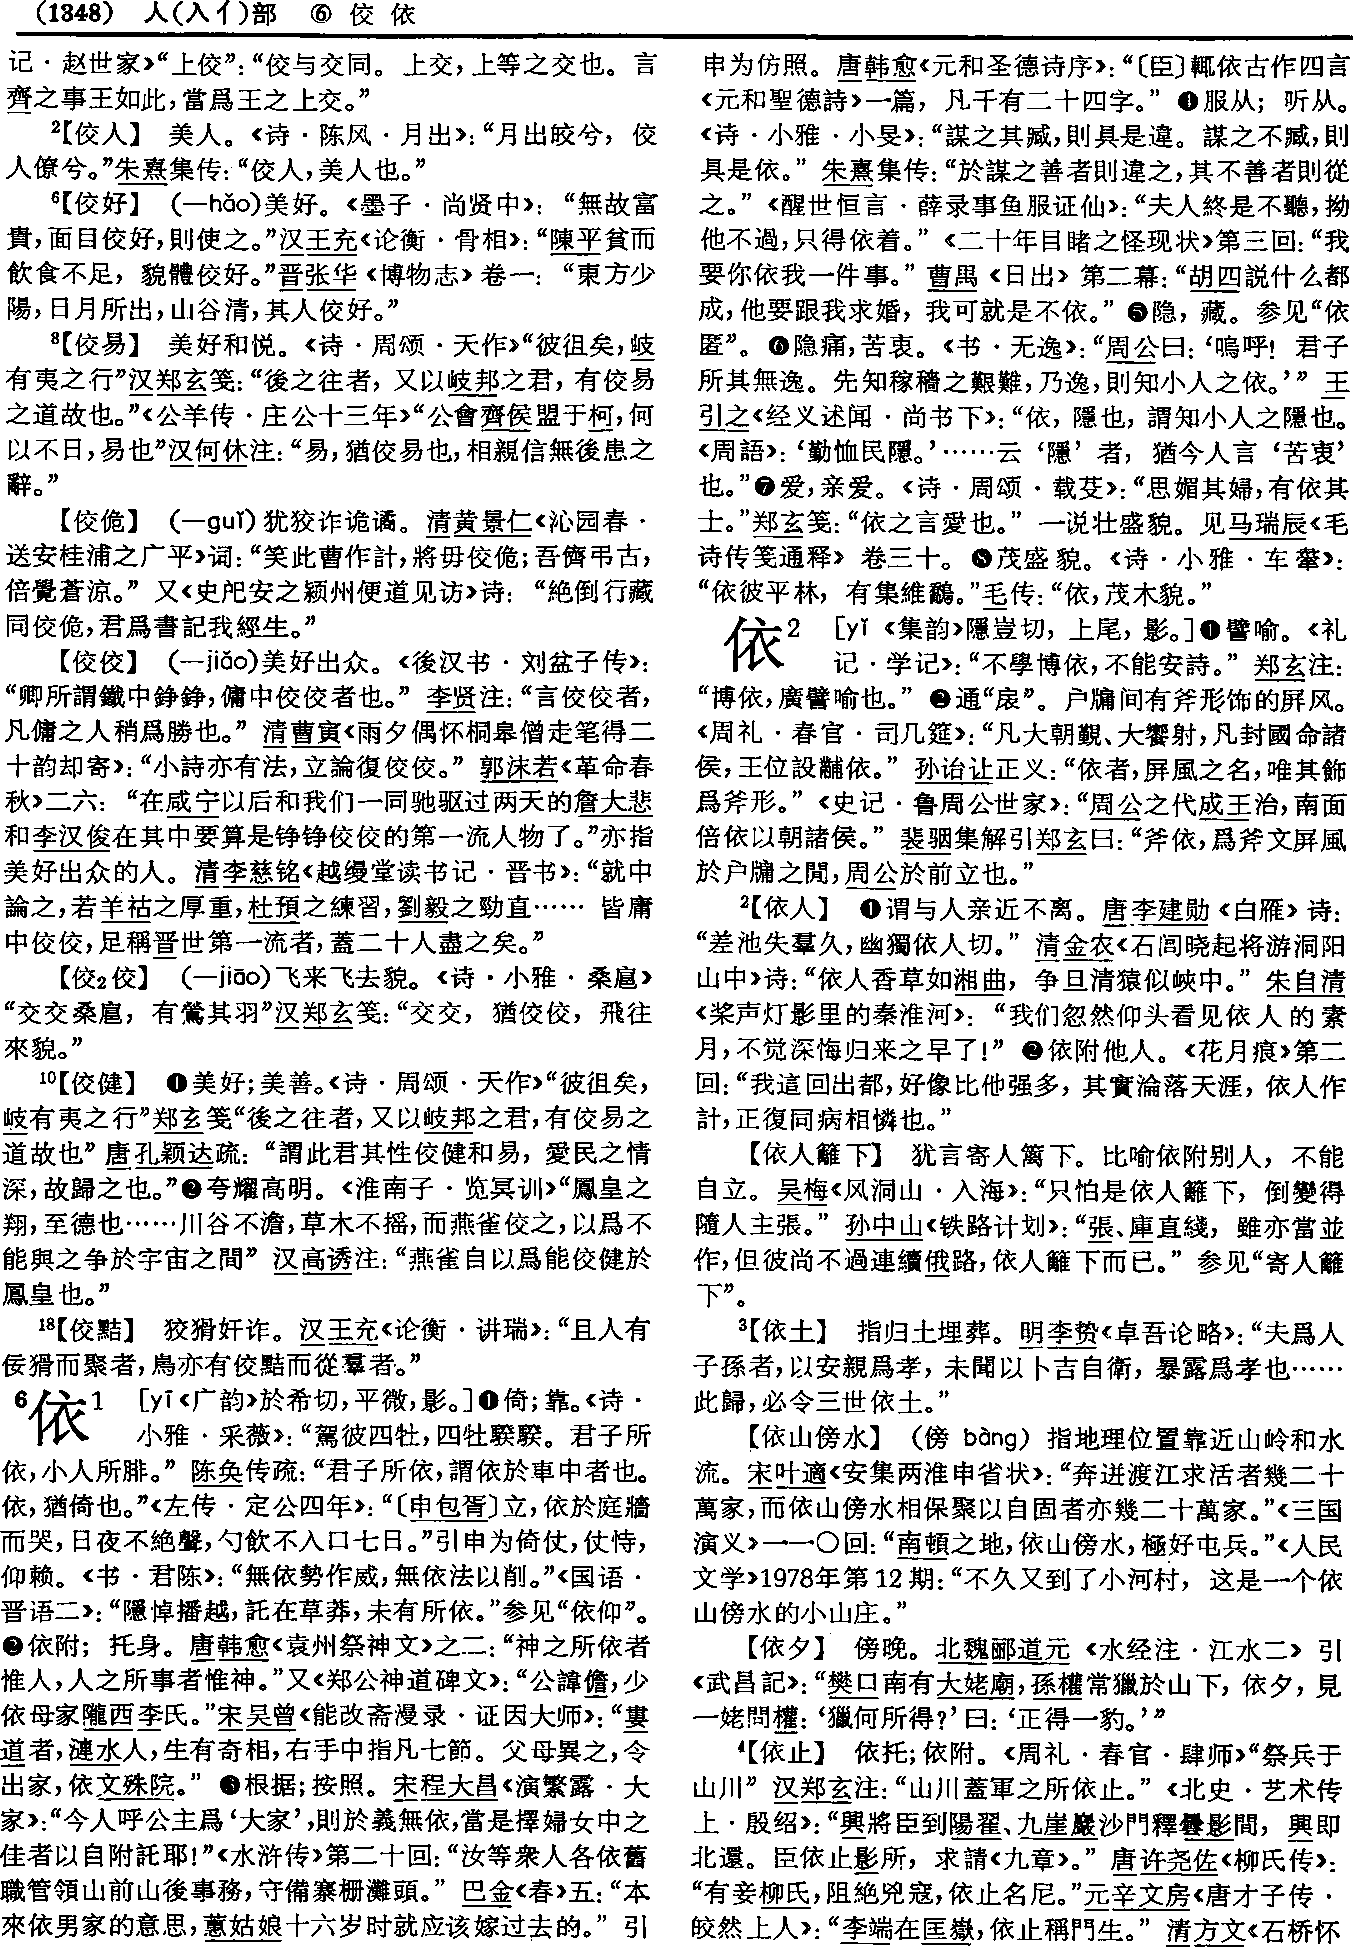 (1348) 人(入亻)部 ⑥ 佼 依
记·赵世家》“上佼”：“佼与交同。上交，上等之交也。言
齊之事王如此，當爲王之上交。”
²【佼人】 美人。《诗·陈风·月出》：“月出皎兮，佼
人僚兮。”朱熹集传：“佼人，美人也。”
⁶【佼好】 (—hǎo)美好。《墨子·尚贤中》：“無故富
貴，面目佼好，則使之。”汉王充《论衡·骨相》：“陳平貧而
飲食不足，貌體佼好。”晋张华《博物志》卷一：“東方少
陽，日月所出，山谷清，其人佼好。”
⁸【佼易】 美好和悦。《诗·周颂·天作》“彼徂矣，岐
有夷之行”汉郑玄笺：“後之往者，又以岐邦之君，有佼易
之道故也。”《公羊传·庄公十三年》“公會齊侯盟于柯，何
以不日，易也”汉何休注：“易，猶佼易也，相親信無後患之
辭。”
【佼佹】 (—guǐ)犹狡诈诡谲。清黄景仁《沁园春·
送安桂浦之广平》词：“笑此曹作計，將毋佼佹；吾儕弔古，
倍覺蒼涼。”又《史邟安之颍州便道见访》诗：“絶倒行藏
同佼佹，君爲書記我經生。”
【佼佼】 (—jiǎo)美好出众。《後汉书·刘盆子传》：
“卿所謂鐵中錚錚，傭中佼佼者也。”李贤注：“言佼佼者，
凡傭之人稍爲勝也。”清曹寅《雨夕偶怀桐皋僧走笔得二
十韵却寄》：“小詩亦有法，立論復佼佼。”郭沫若《革命春
秋》二六：“在咸宁以后和我们一同驰驱过两天的詹大悲
和李汉俊在其中要算是铮铮佼佼的第一流人物了。”亦指
美好出众的人。清李慈铭《越缦堂读书记·晋书》：“就中
論之，若羊祜之厚重，杜預之練習，劉毅之勁直…… 皆庸
中佼佼，足稱晋世第一流者，蓋二十人盡之矣。”
【佼₂佼】 (—jiāo)飞来飞去貌。《诗·小雅·桑扈》
“交交桑扈，有鶯其羽”汉郑玄笺：“交交，猶佼佼，飛往
來貌。”
¹⁰【佼健】 ❶美好；美善。《诗·周颂·天作》“彼徂矣，
岐有夷之行”郑玄笺“後之往者，又以岐邦之君，有佼易之
道故也”唐孔颖达疏：“謂此君其性佼健和易，愛民之情
深，故歸之也。”❷夸耀高明。《淮南子·览冥训》“鳳皇之
翔，至德也……川谷不澹，草木不摇，而燕雀佼之，以爲不
能與之争於宇宙之間”汉高诱注：“燕雀自以爲能佼健於
鳳皇也。”
¹⁸【佼黠】 狡猾奸诈。汉王充《论衡·讲瑞》：“且人有
佞猾而聚者，鳥亦有佼黠而從羣者。”
⁶依¹ [yī《广韵》於希切，平微，影。]❶倚；靠。《诗·
小雅·采薇》：“駕彼四牡，四牡騤騤。君子所
依，小人所腓。”陈奂传疏：“君子所依，謂依於車中者也。
依，猶倚也。”《左传·定公四年》：“〔申包胥〕立，依於庭牆
而哭，日夜不絶聲，勺飲不入口七日。”引申为倚仗，仗恃，
仰赖。《书·君陈》：“無依勢作威，無依法以削。”《国语·
晋语二》：“隱悼播越，託在草莽，未有所依。”参见“依仰”。
❷依附；托身。唐韩愈《袁州祭神文》之二：“神之所依者
惟人，人之所事者惟神。”又《郑公神道碑文》：“公諱儋，少
依母家隴西李氏。”宋吴曾《能改斋漫录·证因大师》：“婁
道者，漣水人，生有奇相，右手中指凡七節。父母異之，令
出家，依文殊院。”❸根据；按照。宋程大昌《演繁露·大
家》：“今人呼公主爲‘大家’，則於義無依，當是擇婦女中之
佳者以自附託耶！”《水浒传》第二十回：“汝等衆人各依舊
職管領山前山後事務，守備寨栅灘頭。”巴金《春》五：“本
來依男家的意思，蕙姑娘十六岁时就应该嫁过去的。”引
申为仿照。唐韩愈《元和圣德诗序》：“〔臣〕輒依古作四言
《元和聖德詩》一篇，凡千有二十四字。”❹服从；听从。
《诗·小雅·小旻》：“謀之其臧，則具是違。謀之不臧，則
具是依。”朱熹集传：“於謀之善者則違之，其不善者則從
之。”《醒世恒言·薛录事鱼服证仙》：“夫人終是不聽，拗
他不過，只得依着。”《二十年目睹之怪现状》第三回：“我
要你依我一件事。”曹禺《日出》第二幕：“胡四説什么都
成，他要跟我求婚，我可就是不依。”❺隐，藏。参见“依
匿”。❻隐痛，苦衷。《书·无逸》：“周公曰：‘嗚呼！君子
所其無逸。先知稼穡之艱難，乃逸，則知小人之依。’”王
引之《经义述闻·尚书下》：“依，隱也，謂知小人之隱也。
《周語》：‘勤恤民隱。’……云‘隱’者，猶今人言‘苦衷’
也。”❼爱，亲爱。《诗·周颂·载芟》：“思媚其婦，有依其
士。”郑玄笺：“依之言愛也。”一说壮盛貌。见马瑞辰《毛
诗传笺通释》卷三十。❽茂盛貌。《诗·小雅·车舝》：
“依彼平林，有集維鷮。”毛传：“依，茂木貌。”
依² [yǐ《集韵》隱豈切，上尾，影。]❶譬喻。《礼
记·学记》：“不學博依，不能安詩。”郑玄注：
“博依，廣譬喻也。”❷通“扆”。户牖间有斧形饰的屏风。
《周礼·春官·司几筵》：“凡大朝覲、大饗射，凡封國命諸
侯，王位設黼依。”孙诒让正义：“依者，屏風之名，唯其飾
爲斧形。”《史记·鲁周公世家》：“周公之代成王治，南面
倍依以朝諸侯。”裴骃集解引郑玄曰：“斧依，爲斧文屏風
於户牖之間，周公於前立也。”
²【依人】 ❶谓与人亲近不离。唐李建勋《白雁》诗：
“差池失羣久，幽獨依人切。”清金农《石闾晓起将游洞阳
山中》诗：“依人香草如湘曲，争旦清猿似峽中。”朱自清
《桨声灯影里的秦淮河》：“我们忽然仰头看见依人的素
月，不觉深悔归来之早了！”❷依附他人。《花月痕》第二
回：“我這回出都，好像比他强多，其實淪落天涯，依人作
計，正復同病相憐也。”
【依人籬下】 犹言寄人篱下。比喻依附别人，不能
自立。吴梅《风洞山·入海》：“只怕是依人籬下，倒變得
隨人主張。”孙中山《铁路计划》：“張、庫直綫，雖亦當並
作，但彼尚不過連續俄路，依人籬下而已。”参见“寄人籬
下”。
³【依土】 指归土埋葬。明李贽《卓吾论略》：“夫爲人
子孫者，以安親爲孝，未聞以卜吉自衛，暴露爲孝也……
此歸，必令三世依土。”
【依山傍水】 (傍 bàng) 指地理位置靠近山岭和水
流。宋叶適《安集两淮申省状》：“奔迸渡江求活者幾二十
萬家，而依山傍水相保聚以自固者亦幾二十萬家。”《三国
演义》一一〇回：“南頓之地，依山傍水，極好屯兵。”《人民
文学》1978年第12期：“不久又到了小河村，这是一个依
山傍水的小山庄。”
【依夕】 傍晚。北魏郦道元《水经注·江水二》引
《武昌記》：“樊口南有大姥廟，孫權常獵於山下，依夕，見
一姥問權：‘獵何所得？’曰：‘正得一豹。’”
⁴【依止】 依托；依附。《周礼·春官·肆师》“祭兵于
山川”汉郑玄注：“山川蓋軍之所依止。”《北史·艺术传
上·殷绍》：“興將臣到陽翟、九崖巖沙門釋曇影間，興即
北還。臣依止影所，求請《九章》。”唐许尧佐《柳氏传》：
“有妾柳氏，阻絶兇寇，依止名尼。”元辛文房《唐才子传·
皎然上人》：“李端在匡嶽，依止稱門生。”清方文《石桥怀